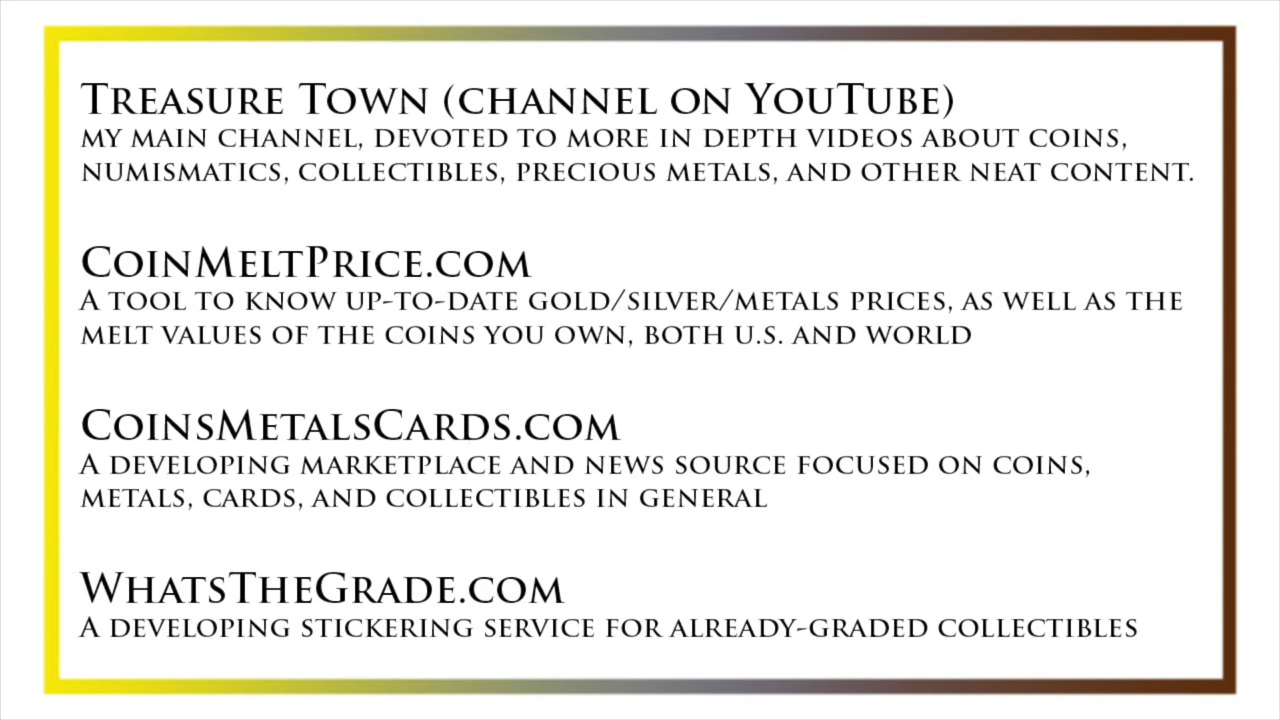 Treasure Town (channel on YouTube)
my main channel, devoted to more in depth videos about coins,
numismatics, collectibles, precious metals, and other neat content.
CoinMeltPrice.com
A tool to know up-to-date gold/silver/metals prices, as well as the
melt values of the coins you own, both U.S. and world
CoinsMetalsCards.com
A developing marketplace and news source focused on coins,
metals, cards, and collectibles in general
WhatsTheGrade.com
A developing stickering service for already-graded collectibles